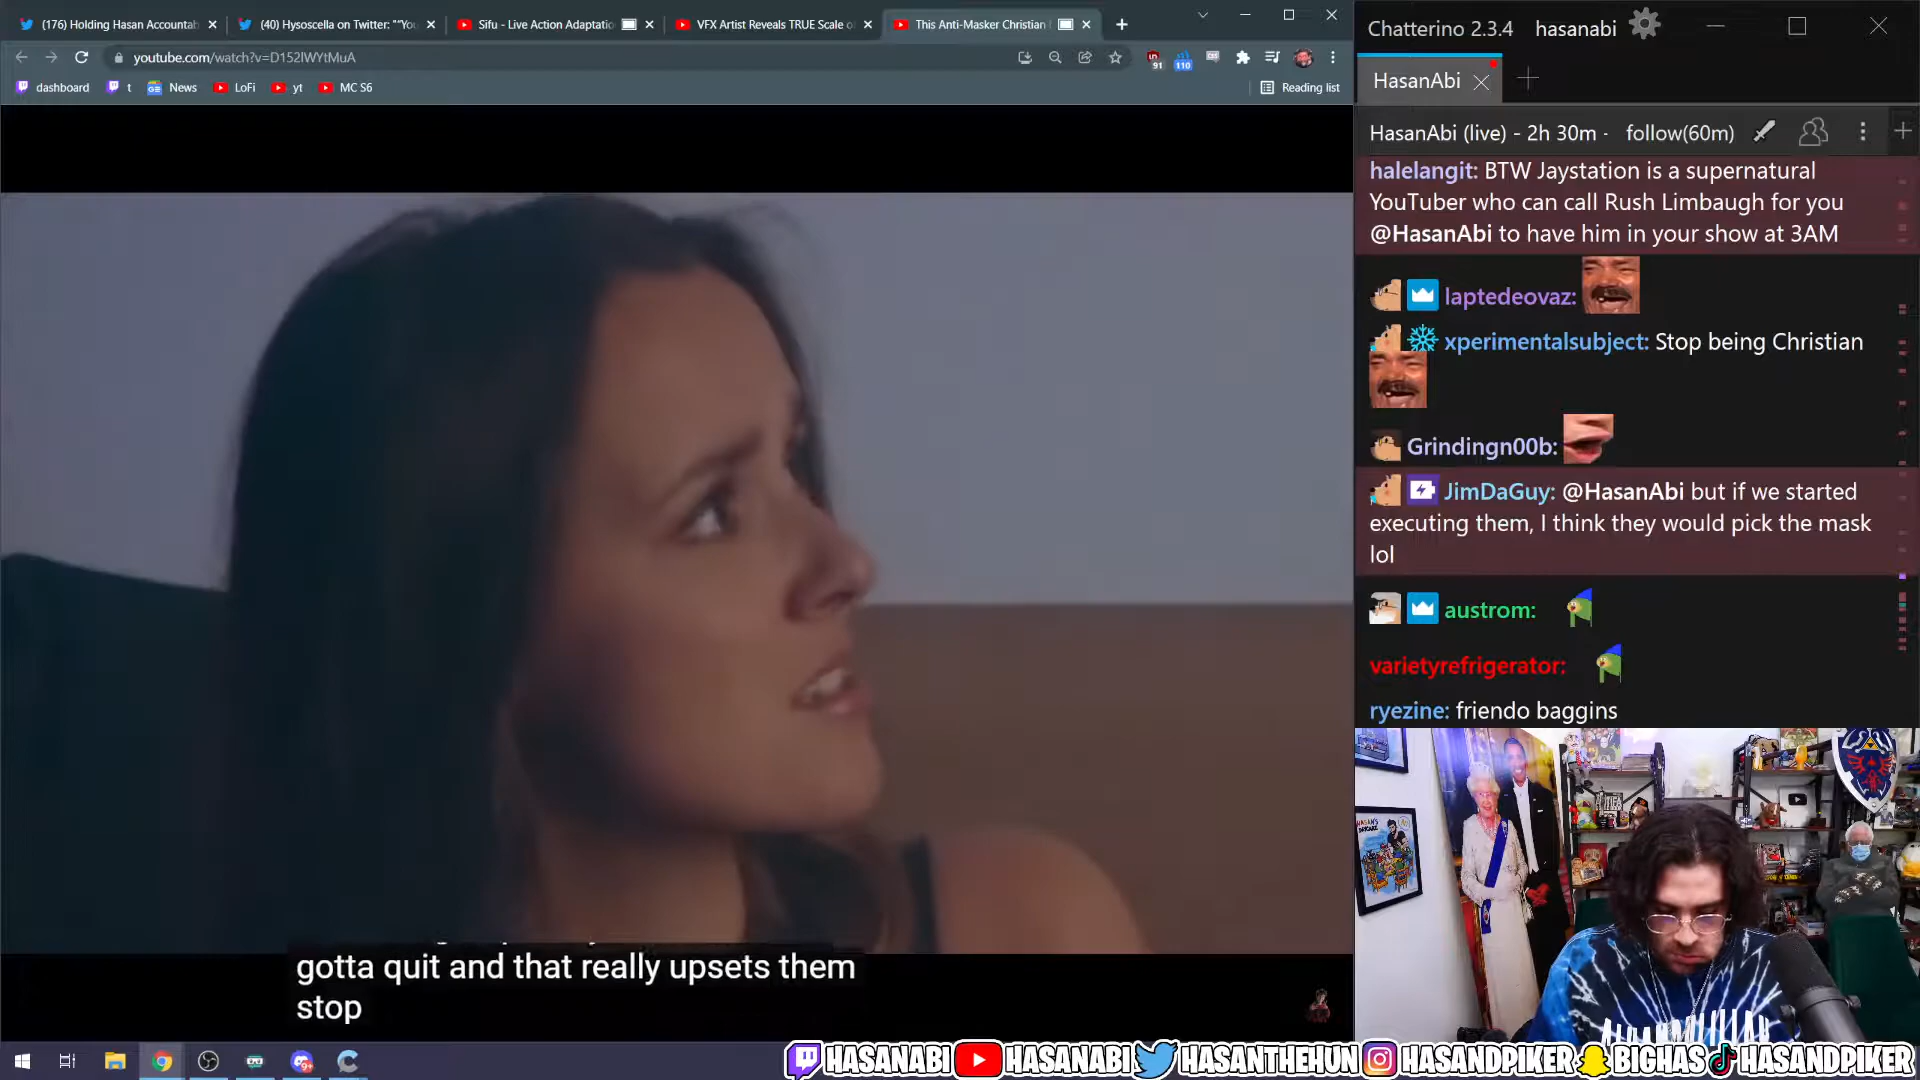 (176) Holding Hasan Accountab
(40) Hysoscella on Twitter: "“You
Sifu - Live Action Adaptatio
VFX Artist Reveals TRUE Scale o
This Anti-Masker Christian
youtube.com/watch?v=D152lWYtMuA
91
110
dashboard
t
News
LoFi
yt
MC S6
Reading list
gotta quit and that really upsets them
stop
Chatterino 2.3.4
hasanabi
HasanAbi
HasanAbi (live) - 2h 30m -
follow(60m)
halelangit: BTW Jaystation is a supernatural
YouTuber who can call Rush Limbaugh for you
@HasanAbi to have him in your show at 3AM
laptedeovaz:
xperimentalsubject: Stop being Christian
Grindingn00b:
JimDaGuy: @HasanAbi but if we started
executing them, I think they would pick the mask
lol
austrom:
varietyrefrigerator:
ryezine: friendo baggins
HASANABI
HASANABI
HASANTHEHUN
HASANDPIKER
BIGHAS
HASANDPIKER